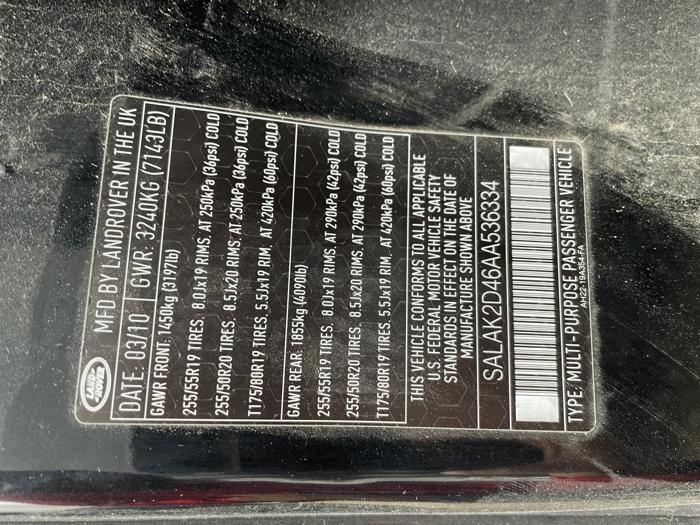 LAND
ROVER
MFD BY LANDROVER IN THE UK
DATE: 03/10 GWR: 3240KG (7143LB)
GAWR FRONT: 1450kg (3197lb)
255/55R19 TIRES. 8.0Jx19 RIMS, AT 250kPa (36psi) COLD
255/50R20 TIRES. 8.5Jx20 RIMS, AT 250kPa (36psi) COLD
T175/80R19 TIRES. 5.5Jx19 RIM. AT 420kPa (60psi) COLD
GAWR REAR: 1855kg (4090lb)
255/55R19 TIRES. 8.0Jx19 RIMS. AT 290kPa (42psi) COLD
255/50R20 TIRES. 8.5Jx20 RIMS. AT 290kPa (42psi) COLD
T175/80R19 TIRES. 5.5Jx19 RIM. AT 420kPa (60psi) COLD
THIS VEHICLE CONFORMS TO ALL APPLICABLE
U.S. FEDERAL MOTOR VEHICLE SAFETY
STANDARDS IN EFFECT ON THE DATE OF
MANUFACTURE SHOWN ABOVE
SALAK2D46AA536334
TYPE: MULTI-PURPOSE PASSENGER VEHICLE
AH22-19A354-FA